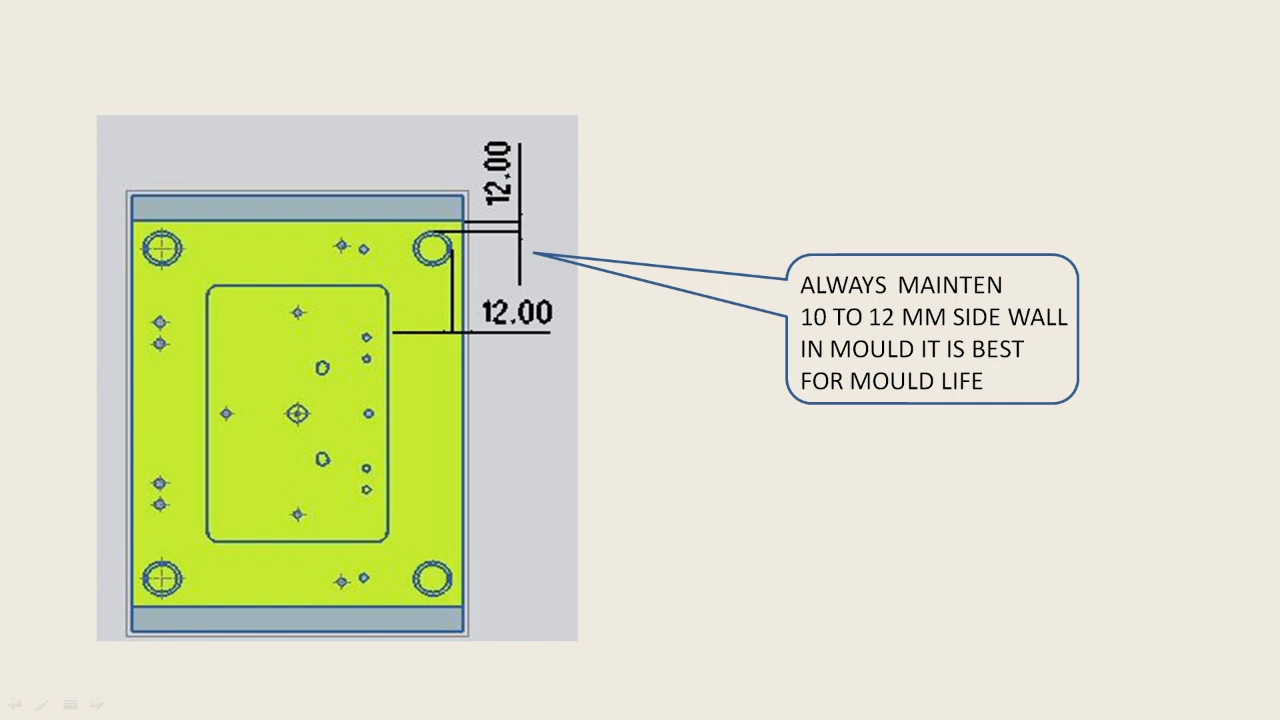 12.00
12.00
ALWAYS MAINTEN
10 TO 12 MM SIDE WALL
IN MOULD IT IS BEST
FOR MOULD LIFE